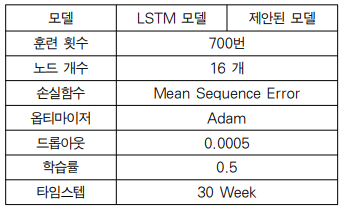 모델 LSTM 모델 제안된 모델
훈련 횟수 700번
노드 개수 16 개
손실함수 Mean Sequence Error
옵티마이저 Adam
드롭아웃 0.0005
학습률 0.5
타임스텝 30 Week